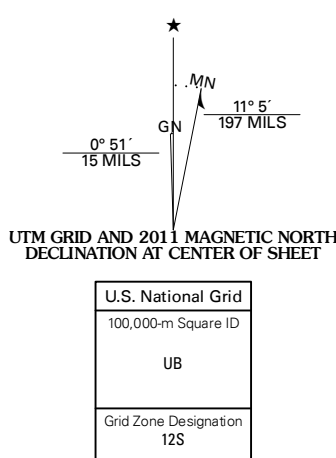 ★
MN
GN
11° 5´
197 MILS
0° 51´
15 MILS
UTM GRID AND 2011 MAGNETIC NORTH
DECLINATION AT CENTER OF SHEET
U.S. National Grid
100,000-m Square ID
UB
Grid Zone Designation
12S